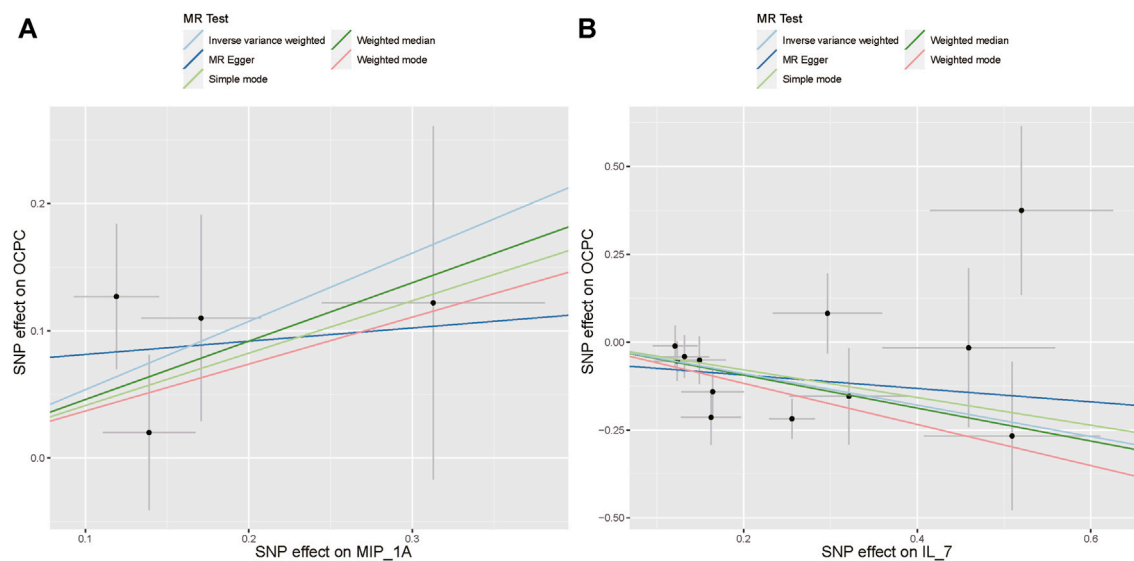 A
MR Test
Inverse variance weighted
Weighted median
MR Egger
Weighted mode
Simple mode
SNP effect on OCPC
0.2
0.1
0.0
0.1
0.2
0.3
SNP effect on MIP_1A
B
MR Test
Inverse variance weighted
Weighted median
MR Egger
Weighted mode
Simple mode
SNP effect on OCPC
0.50
0.25
0.00
−0.25
−0.50
0.2
0.4
0.6
SNP effect on IL_7